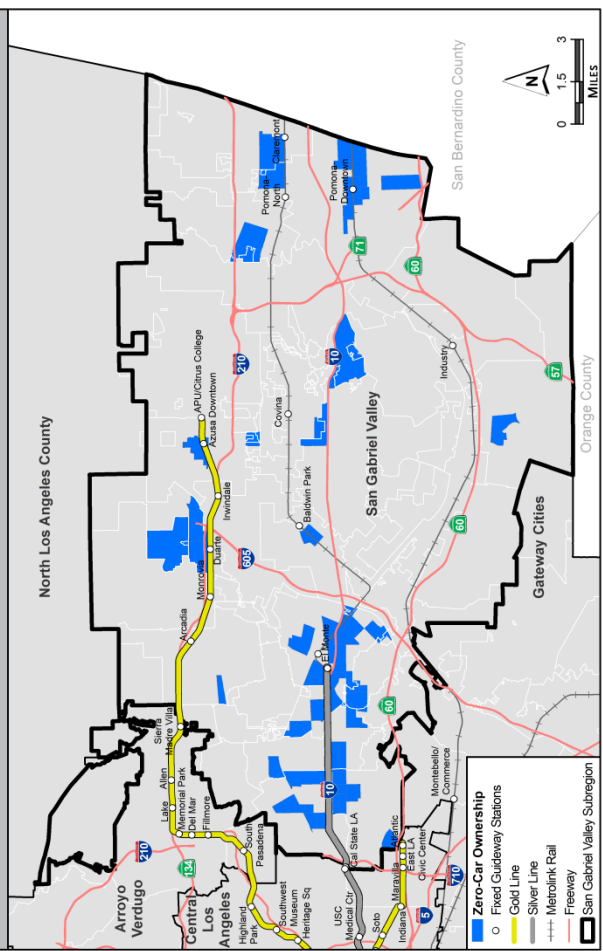 North Los Angeles County
San Bernardino County
Orange County
Gateway Cities
San Gabriel Valley
Arroyo
Verdugo
Central
Los
Angeles
APU/Citrus College
Azusa Downtown
Irwindale
Duarte
Monrovia
Arcadia
Sierra
Madre Villa
Allen
Lake
Memorial Park
Del Mar
Fillmore
South
Pasadena
Highland
Park
Southwest
Museum
Heritage Sq
Claremont
Pomona
North
Pomona
Downtown
Covina
Baldwin Park
El Monte
Industry
Montebello/
Commerce
Cal State LA
USC
Medical Ctr
Atlantic
East LA
Civic Center
Maravilla
Indiana
Soto
210
134
210
605
10
10
71
60
57
60
60
710
5
N
0
1.5
3
MILES
Zero-Car Ownership
Fixed Guideway Stations
Gold Line
Silver Line
Metrolink Rail
Freeway
San Gabriel Valley Subregion